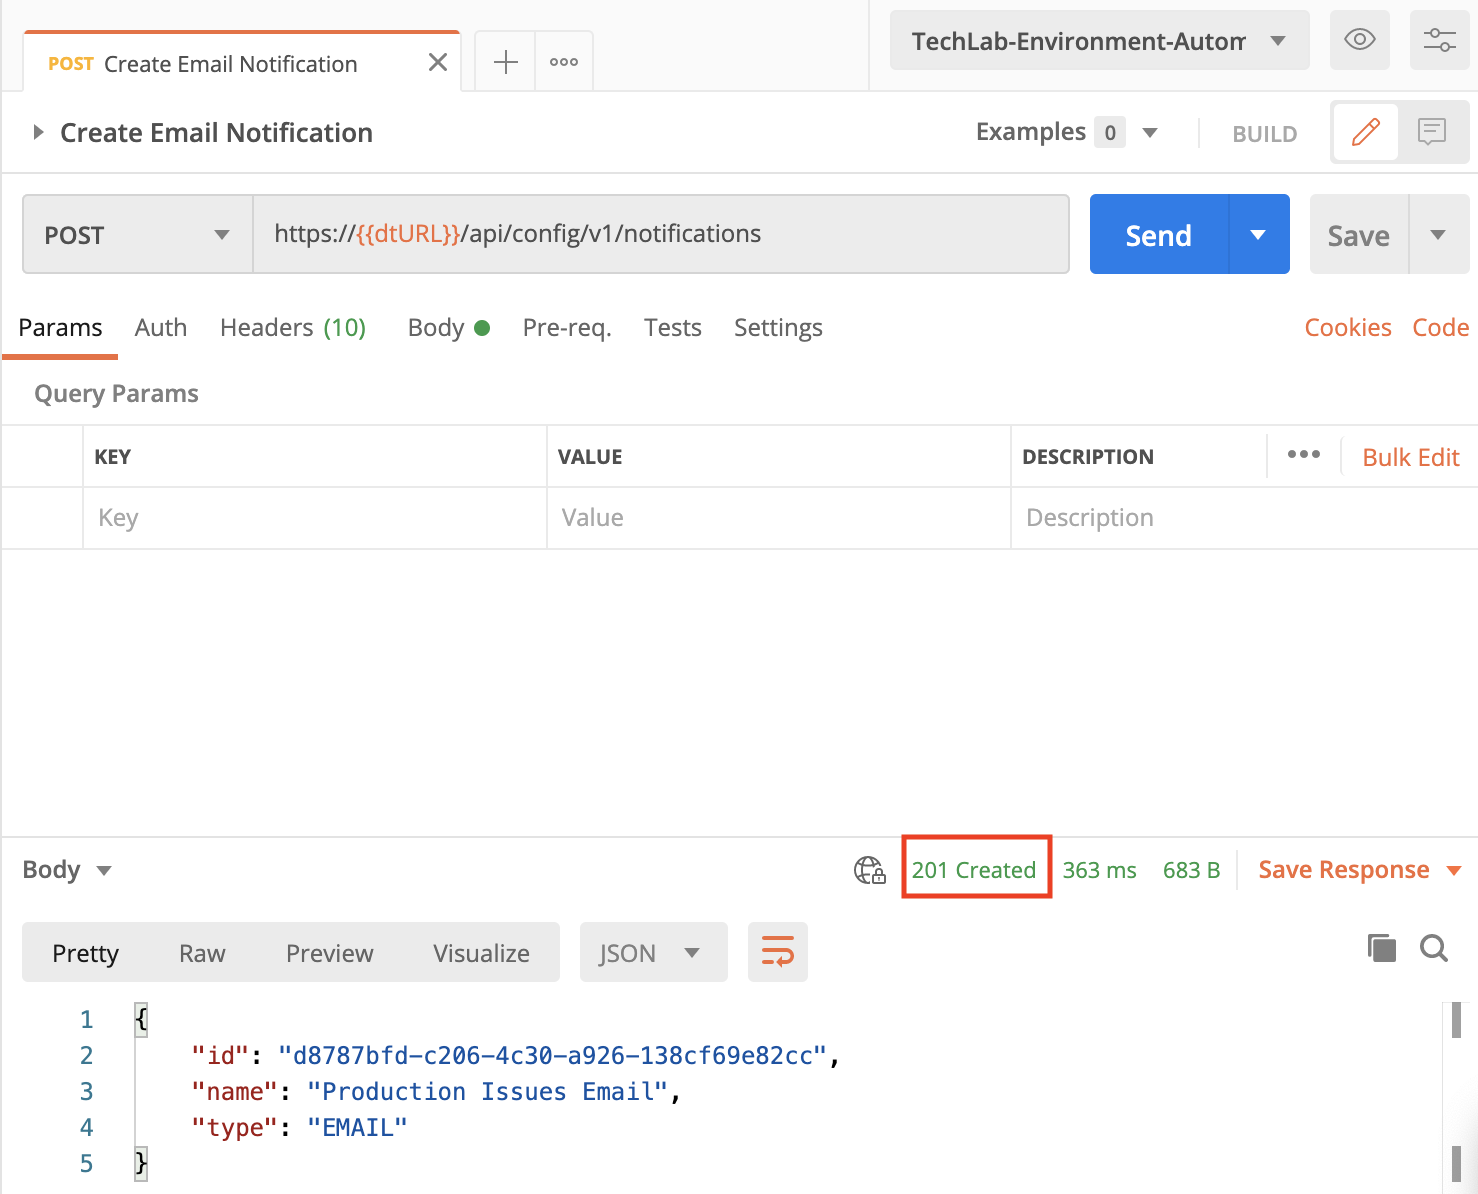 POST Create Email Notification
TechLab-Environment-Autom
Create Email Notification
Examples 0
BUILD
POST
https://{{dtURL}}/api/config/v1/notifications
Send
Save
Params Auth Headers (10) Body Pre-req. Tests Settings Cookies Code
Query Params
KEY VALUE DESCRIPTION Bulk Edit
Key Value Description
Body 201 Created 363 ms 683 B Save Response
Pretty Raw Preview Visualize JSON
1 {
2 "id": "d8787bfd-c206-4c30-a926-138cf69e82cc",
3 "name": "Production Issues Email",
4 "type": "EMAIL"
5 }